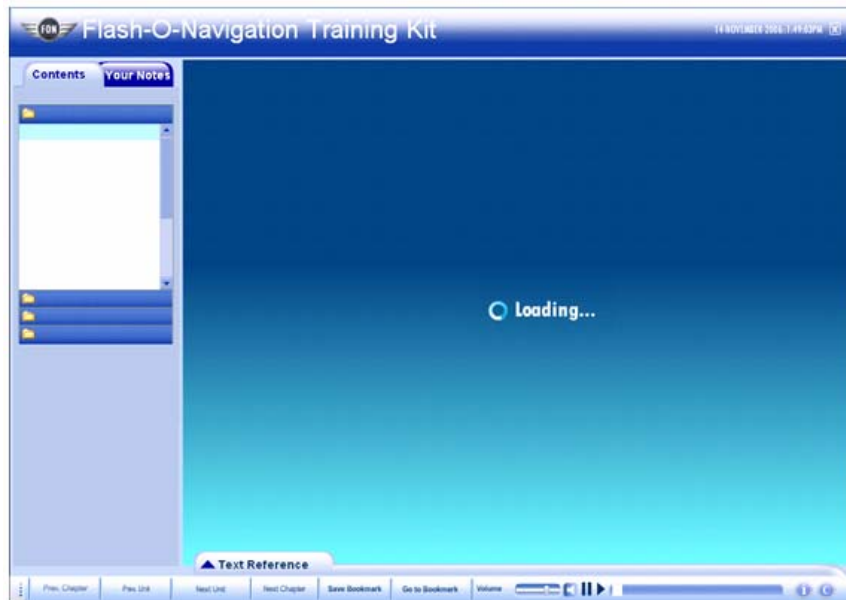 FON Flash-O-Navigation Training Kit
14-NOVEMBER 2006:1:49:03PM
Contents
Your Notes
Loading...
Text Reference
Prev. Chapter
Prev. Unit
Next Unit
Next Chapter
Save Bookmark
Go to Bookmark
Volume